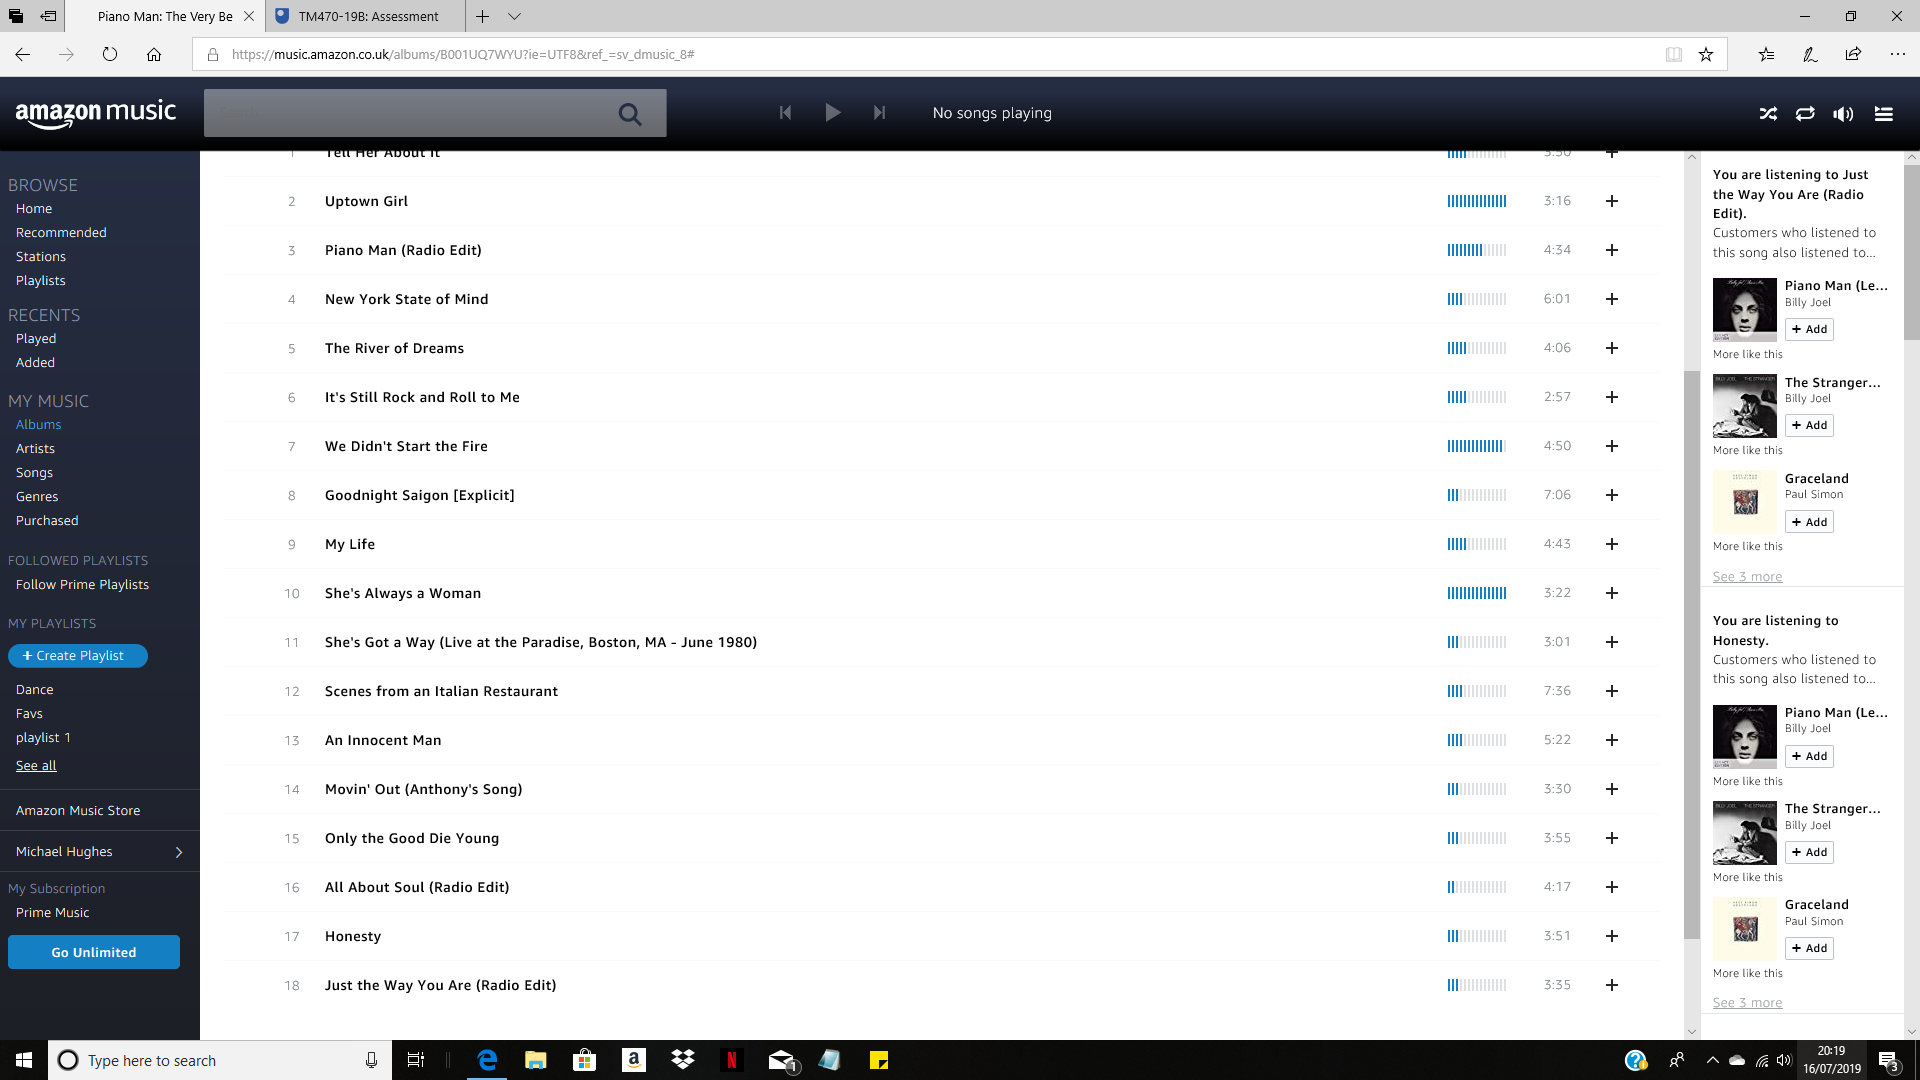 Piano Man: The Very Be
TM470-19B: Assessment
https://music.amazon.co.uk/albums/B001UQ7WYU?ie=UTF8&ref_=sv_dmusic_8#
amazon music
No songs playing
BROWSE
Home
Recommended
Stations
Playlists
RECENTS
Played
Added
MY MUSIC
Albums
Artists
Songs
Genres
Purchased
FOLLOWED PLAYLISTS
Follow Prime Playlists
MY PLAYLISTS
+ Create Playlist
Dance
Favs
playlist 1
See all
Amazon Music Store
Michael Hughes
My Subscription
Prime Music
Go Unlimited
1 Tell Her About It 3:50 +
2 Uptown Girl 3:16 +
3 Piano Man (Radio Edit) 4:34 +
4 New York State of Mind 6:01 +
5 The River of Dreams 4:06 +
6 It's Still Rock and Roll to Me 2:57 +
7 We Didn't Start the Fire 4:50 +
8 Goodnight Saigon [Explicit] 7:06 +
9 My Life 4:43 +
10 She's Always a Woman 3:22 +
11 She's Got a Way (Live at the Paradise, Boston, MA - June 1980) 3:01 +
12 Scenes from an Italian Restaurant 7:36 +
13 An Innocent Man 5:22 +
14 Movin' Out (Anthony's Song) 3:30 +
15 Only the Good Die Young 3:55 +
16 All About Soul (Radio Edit) 4:17 +
17 Honesty 3:51 +
18 Just the Way You Are (Radio Edit) 3:35 +
You are listening to Just
the Way You Are (Radio
Edit).
Customers who listened to
this song also listened to...
Piano Man (Le...
Billy Joel
+ Add
More like this
The Stranger...
Billy Joel
+ Add
More like this
Graceland
Paul Simon
+ Add
More like this
See 3 more
You are listening to
Honesty.
Customers who listened to
this song also listened to...
Piano Man (Le...
Billy Joel
+ Add
More like this
The Stranger...
Billy Joel
+ Add
More like this
Graceland
Paul Simon
+ Add
More like this
See 3 more
Type here to search
1
20:19
16/07/2019
3